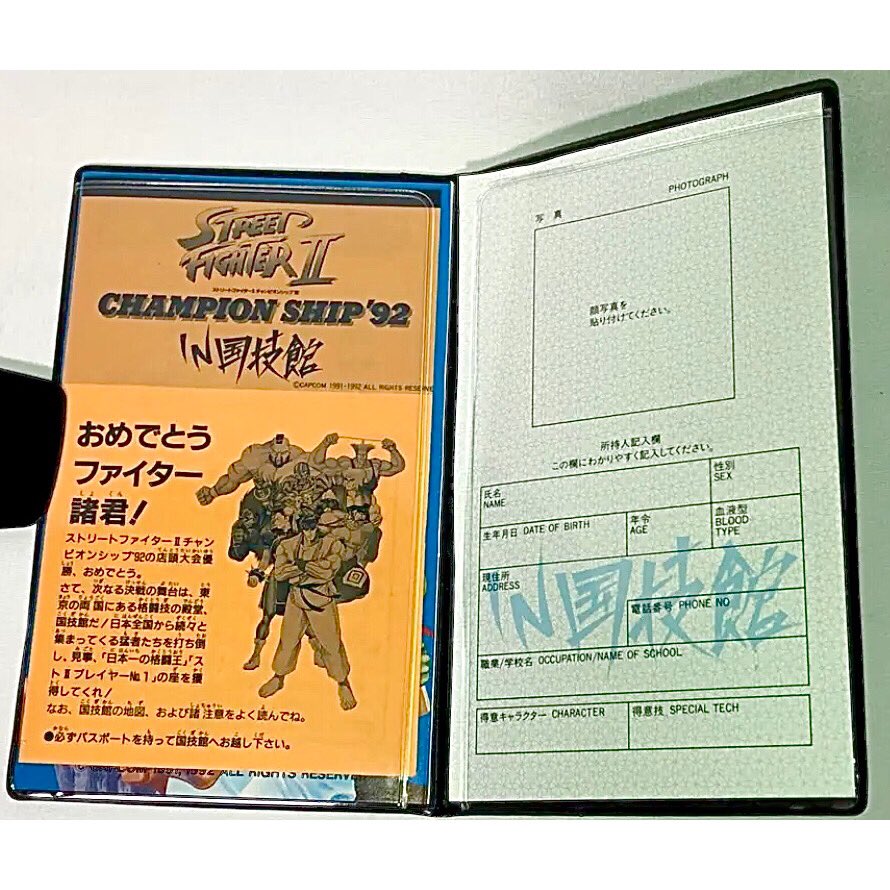 STREET
FIGHTER II
ストリートファイターII チャンピオンシップ'92
CHAMPION SHIP '92
IN国技館
©CAPCOM 1991-1992 ALL RIGHTS RESERVE
おめでとう
ファイター
諸君!
ストリートファイターⅡチャン
ピオンシップ'92の店頭大会優
勝、おめでとう。
さて、次なる決戦の舞台は、東
京の両国にある格闘技の殿堂、
国技館だ!日本全国から続々と
集まってくる猛者たちを打ち倒
し、見事、「日本一の格闘王」「ス
トⅡプレイヤー№1」の座を獲
得してくれ!
なお、国技館の地図、および諸注意をよく読んでね。
●必ずパスポートを持って国技館へお越し下さい。
1991, 1992 ALL RIGHTS RESERVE
写真 PHOTOGRAPH
顔写真を
貼り付けてください。
所持人記入欄
この欄にわかりやすく記入してください。
氏名
NAME
性別
SEX
生年月日 DATE OF BIRTH
年令
AGE
血液型
BLOOD
TYPE
現住所
ADDRESS
IN国技館
電話番号 PHONE NO
職業/学校名 OCCUPATION/NAME OF SCHOOL
得意キャラクター CHARACTER
得意技 SPECIAL TECH